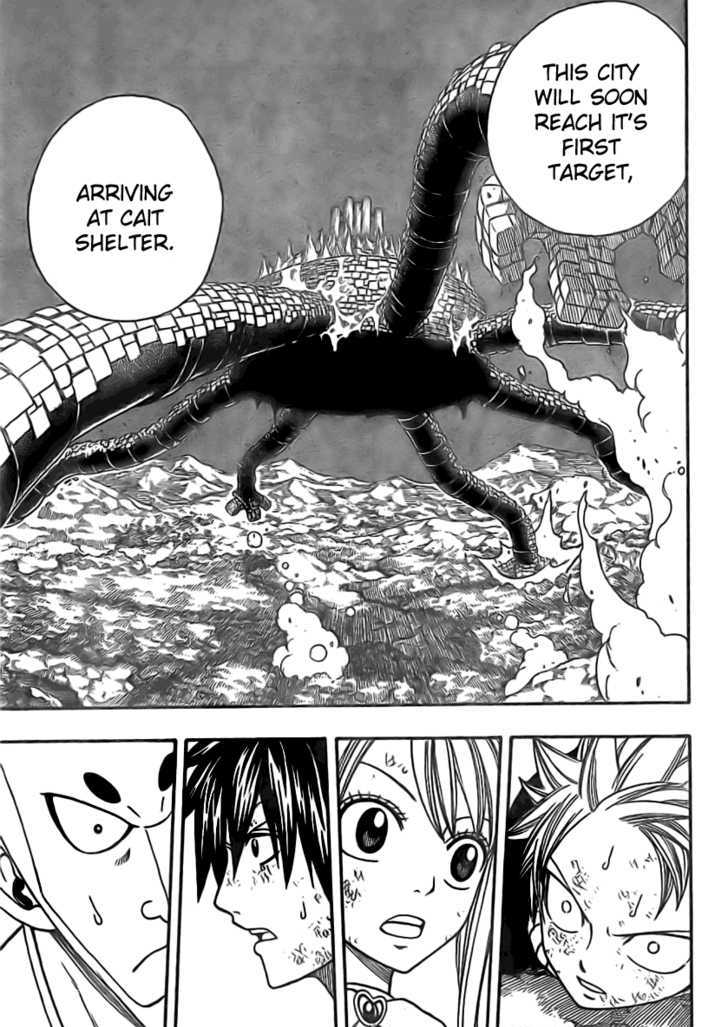 THIS CITY
WILL SOON
REACH IT'S
FIRST
TARGET,
ARRIVING
AT CAIT
SHELTER.